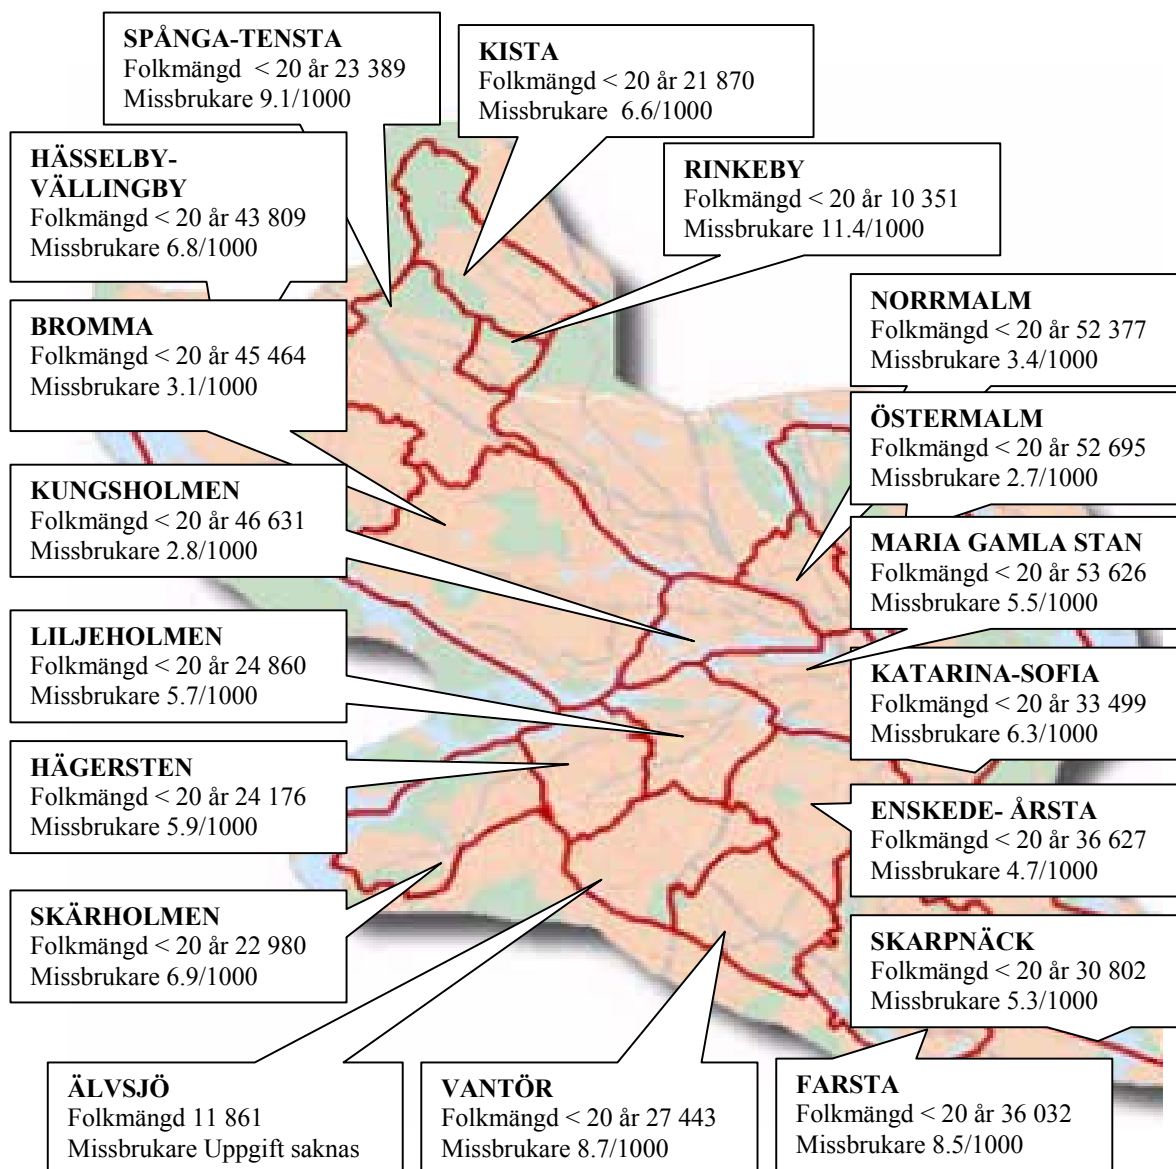 SPÅNGA-TENSTA
Folkmängd < 20 år 23 389
Missbrukare 9.1/1000
KISTA
Folkmängd < 20 år 21 870
Missbrukare 6.6/1000
HÄSSELBY-
VÄLLINGBY
Folkmängd < 20 år 43 809
Missbrukare 6.8/1000
RINKEBY
Folkmängd < 20 år 10 351
Missbrukare 11.4/1000
BROMMA
Folkmängd < 20 år 45 464
Missbrukare 3.1/1000
NORRMALM
Folkmängd < 20 år 52 377
Missbrukare 3.4/1000
ÖSTERMALM
Folkmängd < 20 år 52 695
Missbrukare 2.7/1000
KUNGSHOLMEN
Folkmängd < 20 år 46 631
Missbrukare 2.8/1000
MARIA GAMLA STAN
Folkmängd < 20 år 53 626
Missbrukare 5.5/1000
LILJEHOLMEN
Folkmängd < 20 år 24 860
Missbrukare 5.7/1000
KATARINA-SOFIA
Folkmängd < 20 år 33 499
Missbrukare 6.3/1000
HÄGERSTEN
Folkmängd < 20 år 24 176
Missbrukare 5.9/1000
ENSKEDE- ÅRSTA
Folkmängd < 20 år 36 627
Missbrukare 4.7/1000
SKÄRHOLMEN
Folkmängd < 20 år 22 980
Missbrukare 6.9/1000
SKARPNÄCK
Folkmängd < 20 år 30 802
Missbrukare 5.3/1000
ÄLVSJÖ
Folkmängd 11 861
Missbrukare Uppgift saknas
VANTÖR
Folkmängd < 20 år 27 443
Missbrukare 8.7/1000
FARSTA
Folkmängd < 20 år 36 032
Missbrukare 8.5/1000